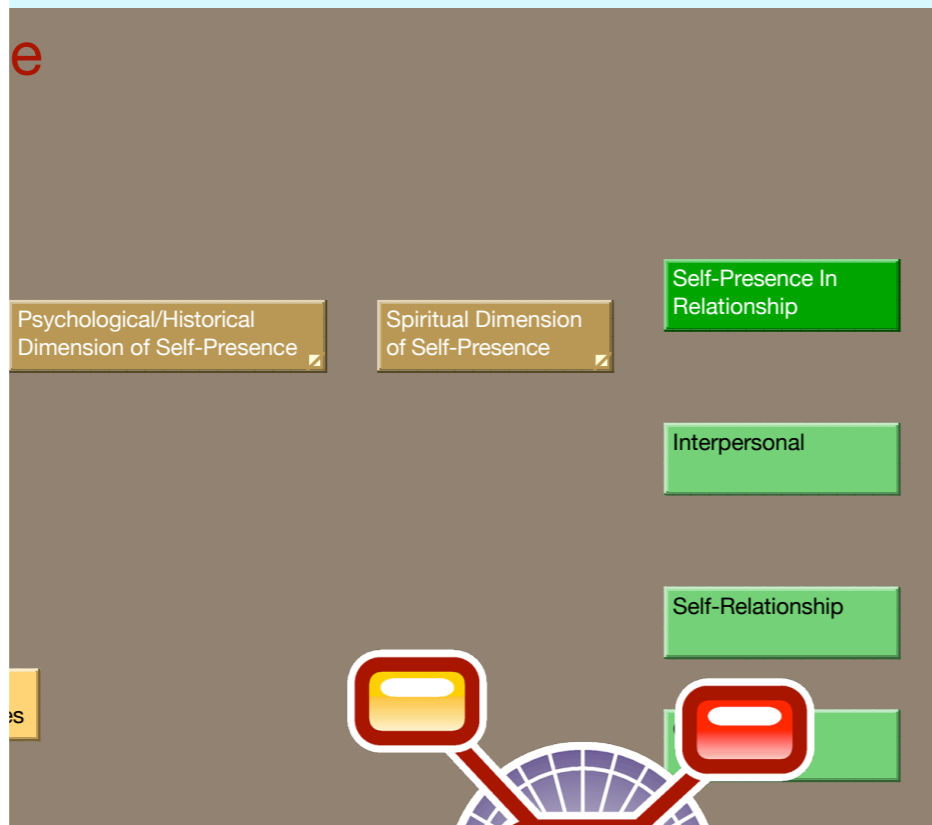 e
Self-Presence In
Relationship
Psychological/Historical
Dimension of Self-Presence
Spiritual Dimension
of Self-Presence
Interpersonal
Self-Relationship
es